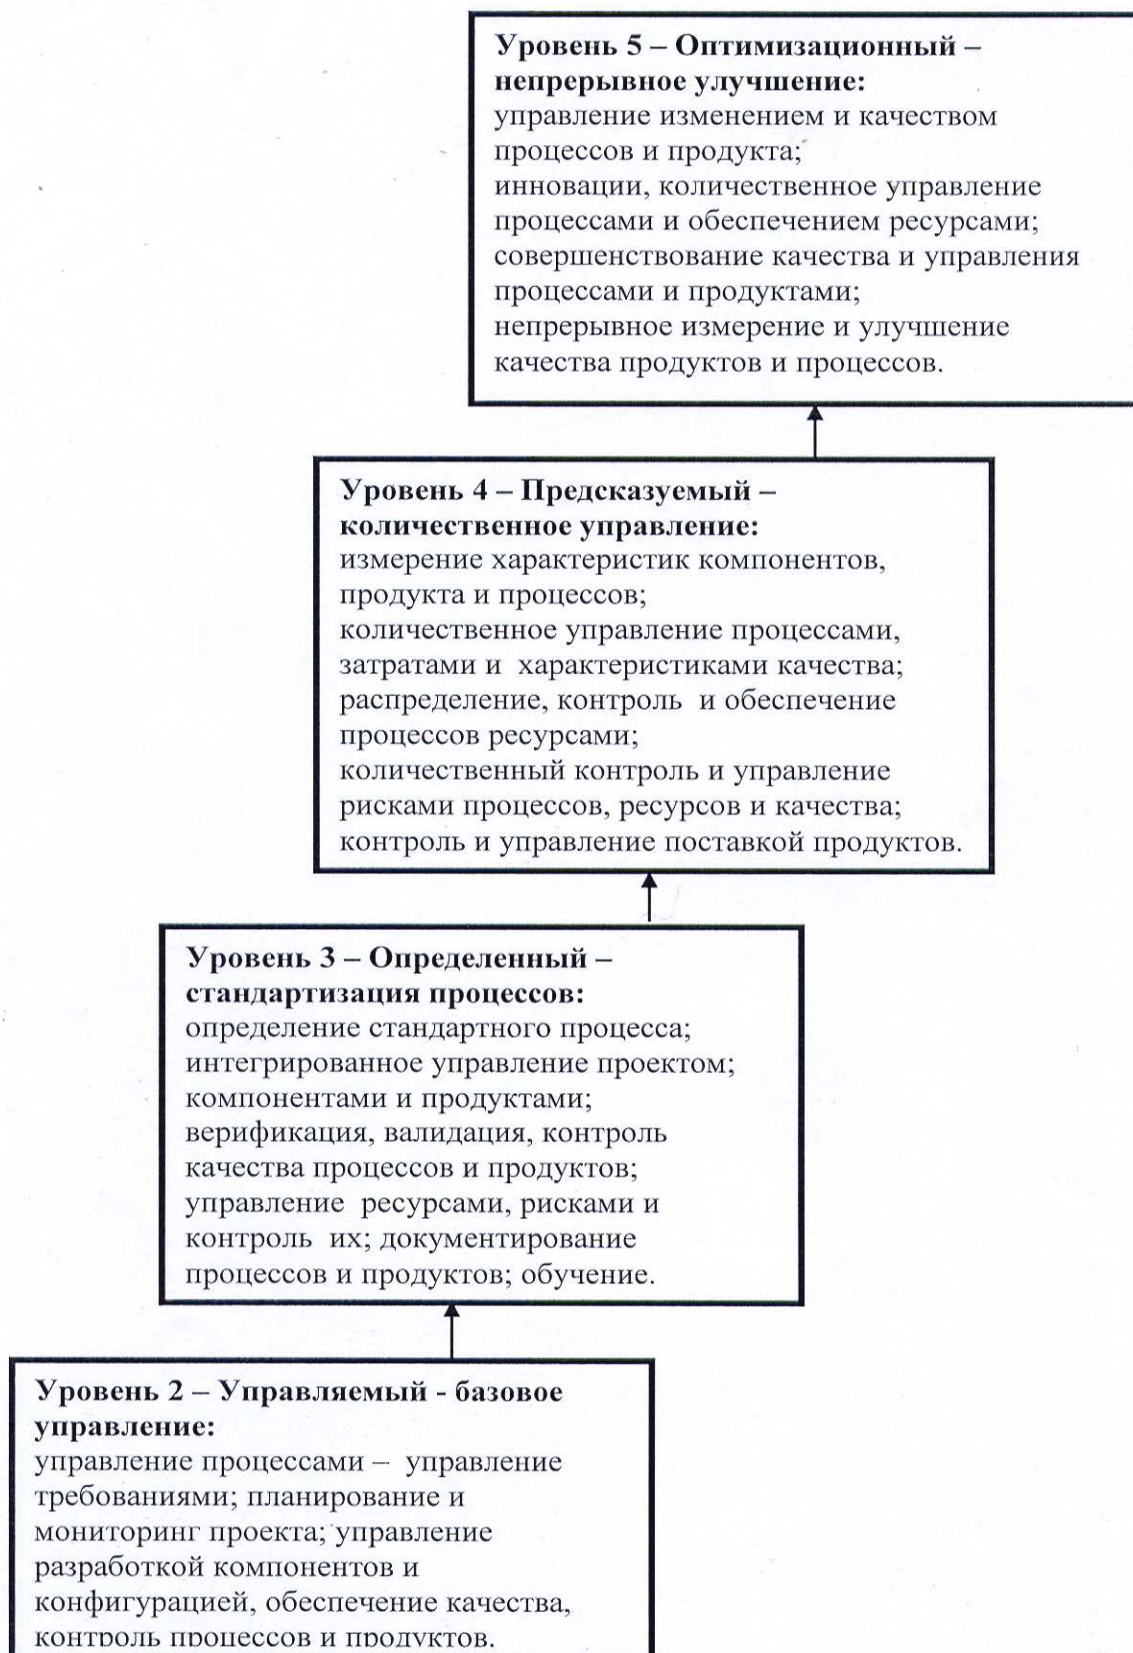 Уровень 5 – Оптимизационный –
непрерывное улучшение:
управление изменением и качеством
процессов и продукта;
инновации, количественное управление
процессами и обеспечением ресурсами;
совершенствование качества и управления
процессами и продуктами;
непрерывное измерение и улучшение
качества продуктов и процессов.
Уровень 4 – Предсказуемый –
количественное управление:
измерение характеристик компонентов,
продукта и процессов;
количественное управление процессами,
затратами и характеристиками качества;
распределение, контроль и обеспечение
процессов ресурсами;
количественный контроль и управление
рисками процессов, ресурсов и качества;
контроль и управление поставкой продуктов.
Уровень 3 – Определенный –
стандартизация процессов:
определение стандартного процесса;
интегрированное управление проектом;
компонентами и продуктами;
верификация, валидация, контроль
качества процессов и продуктов;
управление ресурсами, рисками и
контроль их; документирование
процессов и продуктов; обучение.
Уровень 2 – Управляемый - базовое
управление:
управление процессами – управление
требованиями; планирование и
мониторинг проекта; управление
разработкой компонентов и
конфигурацией, обеспечение качества,
контроль процессов и продуктов.